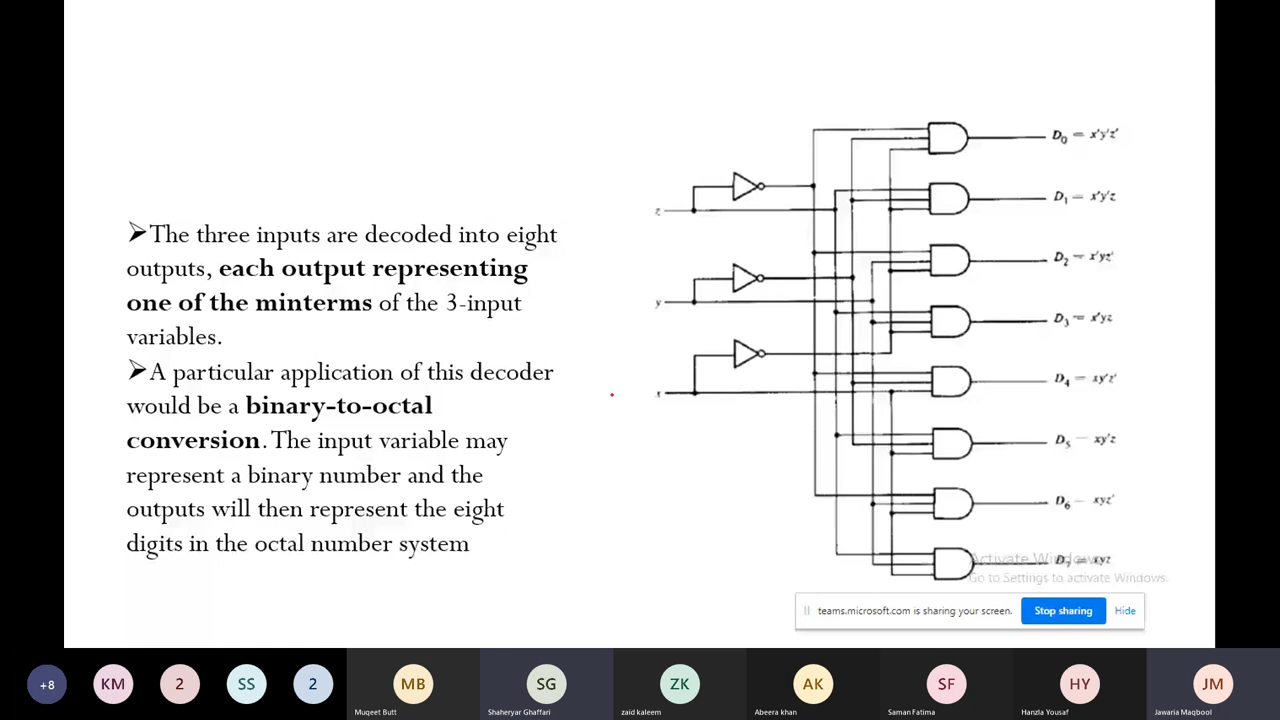 ➢The three inputs are decoded into eight
outputs, each output representing
one of the minterms of the 3-input
variables.
➢A particular application of this decoder
would be a binary-to-octal
conversion. The input variable may
represent a binary number and the
outputs will then represent the eight
digits in the octal number system
z
y
x
D₀ = x'y'z'
D₁ = x'y'z
D₂ = x'yz'
D₃ = x'yz
D₄ = xy'z'
D₅ = xy'z
D₆ = xyz'
D₇ = xyz
Activate Windows
Go to Settings to activate Windows.
teams.microsoft.com is sharing your screen.
Stop sharing
Hide
+8
KM
2
SS
2
MB
SG
ZK
AK
SF
HY
JM
Muqeet Butt
Shaheryar Ghaffari
zaid kaleem
Abeera khan
Saman Fatima
Hanzla Yousaf
Jawaria Maqbool